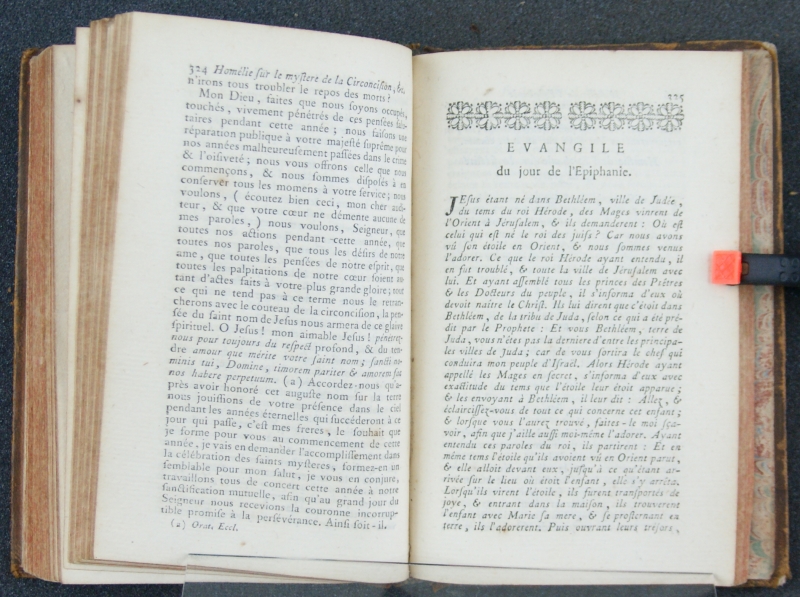 324 Homélie ſur le myſtere de la Circonciſion, &c.
n'irons tous troubler le repos des morts?
Mon Dieu, faites que nous ſoyons occupés,
touchés, vivement pénétrés de ces penſées ſalu-
taires pendant cette année; nous faiſons une
réparation publique à votre majeſté ſuprême pour
nos années malheureuſement paſſées dans le crime
& l'oiſiveté; nous vous offrons celle que nous
commençons, & nous ſommes diſpoſés à en
conſerver tous les momens à votre ſervice; nous
voulons, (écoutez bien ceci, mon cher audi-
teur, & que votre cœur ne démente aucune de
mes paroles,) nous voulons, Seigneur, que
toutes nos actions pendant cette année, que
toutes nos paroles, que tous les déſirs de notre
ame, que toutes les penſées de notre eſprit, que
toutes les palpitations de notre cœur ſoient au-
tant d'actes faits à votre plus grande gloire; tout
ce qui ne tend pas à ce terme nous le retran-
cherons avec le couteau de la circonciſion, la pen-
ſée du ſaint nom de Jesus nous armera de ce glaive
ſpirituel. O Jesus! mon aimable Jesus! pénétrez-
nous pour toujours du reſpect profond, & du ten-
dre amour que mérite votre ſaint nom; ſancti no-
minis tui, Domine, timorem pariter & amorem fac
nos habere perpetuum. (a) Accordez-nous qu'a-
près avoir honoré cet auguſte nom ſur la terre
nous jouiſſions de votre préſence dans le ciel
pendant les années éternelles qui ſuccéderont à ce
jour qui paſſe, c'eſt mes freres, le ſouhait que
je forme pour vous au commencement de cette
année, je vais en demander l'accompliſſement dans
la célébration des ſaints myſtères, formez-en un
ſemblable pour mon ſalut, je vous en conjure,
travaillons tous de concert cette année à notre
ſanctification mutuelle, afin qu'au grand jour du
Seigneur nous recevions la couronne incorrup-
tible promiſe à la perſévérance. Ainſi ſoit-il.
(a) Orat. Eccl.
325
EVANGILE
du jour de l'Epiphanie.
JEſus étant né dans Bethléem, ville de Judée,
du tems du roi Hérode, des Mages vinrent de
l'Orient à Jéruſalem, & ils demanderent: Où eſt
celui qui eſt né le roi des juifs? Car nous avons
vû ſon étoile en Orient, & nous ſommes venus
l'adorer. Ce que le roi Hérode ayant entendu, il
en fut troublé, & toute la ville de Jéruſalem avec
lui. Et ayant aſſemblé tous les princes des Prêtres
& les Docteurs du peuple, il s'informa d'eux où
devoit naître le Chriſt. Ils lui dirent que c'étoit dans
Bethléem, de la tribu de Juda, ſelon ce qui a été pré-
dit par le Prophete: Et vous Bethléem, terre de
Juda, vous n'êtes pas la derniere d'entre les principa-
les villes de Juda; car de vous ſortira le chef qui
conduira mon peuple d'Iſraël. Alors Hérode ayant
appellé les Mages en ſecret, s'informa d'eux avec
exactitude du tems que l'étoile leur étoit apparue;
& les envoyant à Bethléem, il leur dit: Allez, &
éclairciſſez-vous de tout ce qui concerne cet enfant;
& lorſque vous l'aurez trouvé, faites-le moi ſça-
voir, afin que j'aille auſſi moi-même l'adorer. Ayant
entendu ces paroles du roi, ils partirent: Et en
même tems l'étoile qu'ils avoient vû en Orient parut,
& elle alloit devant eux, juſqu'à ce qu'étant ar-
rivée ſur le lieu où étoit l'enfant, elle s'y arrêta.
Lorſqu'ils virent l'étoile, ils furent tranſportés de
joye, & entrant dans la maiſon, ils trouverent
l'enfant avec Marie ſa mere, & ſe proſternant en
terre, ils l'adorerent. Puis ouvrant leurs tréſors,